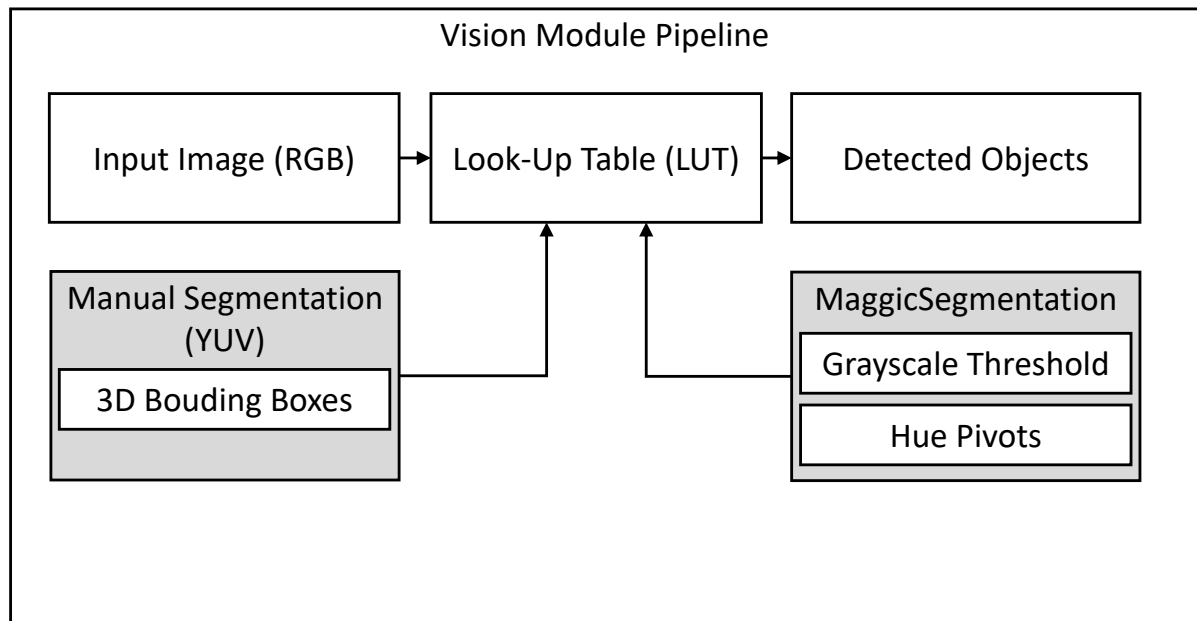 Vision Module Pipeline
Input Image (RGB)
Look-Up Table (LUT)
Detected Objects
Manual Segmentation
(YUV)
3D Bouding Boxes
MaggicSegmentation
Grayscale Threshold
Hue Pivots